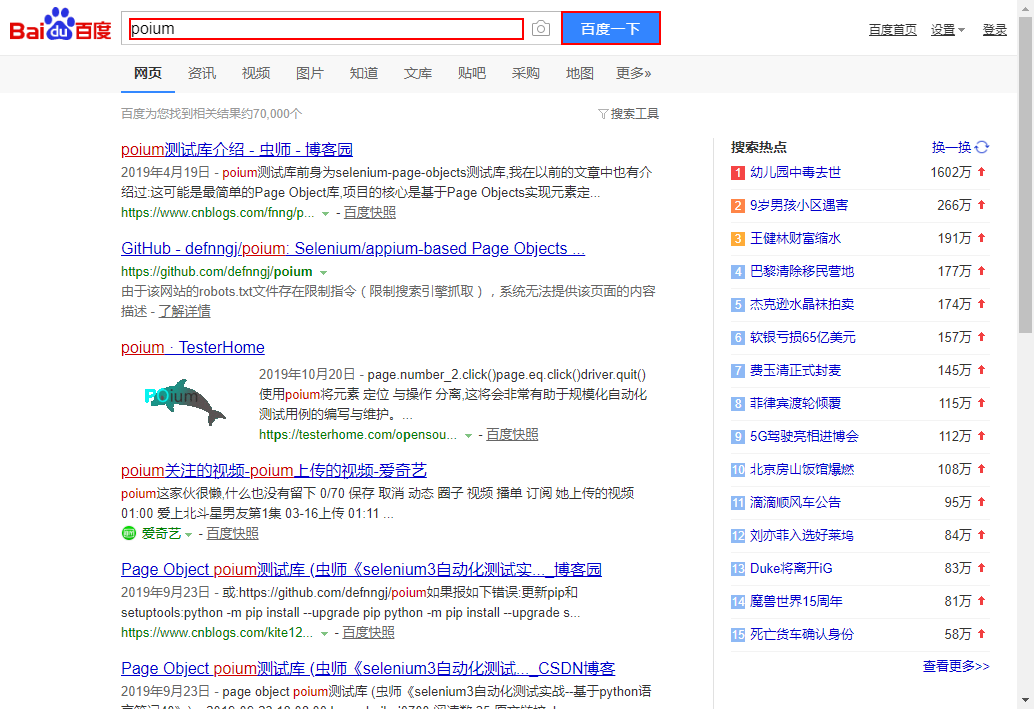 Bai du 百度
poium
百度一下
百度首页 设置 登录
网页 资讯 视频 图片 知道 文库 贴吧 采购 地图 更多»
百度为您找到相关结果约70,000个
搜索工具
poium测试库介绍 - 虫师 - 博客园
2019年4月19日 - poium测试库前身为selenium-page-objects测试库,我在以前的文章中也有介
绍过:这可能是最简单的Page Object库,项目的核心是基于Page Objects实现元素定...
https://www.cnblogs.com/fnng/p... - 百度快照
GitHub - defnngj/poium: Selenium/appium-based Page Objects ...
https://github.com/defnngj/poium
由于该网站的robots.txt文件存在限制指令（限制搜索引擎抓取），系统无法提供该页面的内容
描述 - 了解详情
poium · TesterHome
POium
2019年10月20日 - page.number_2.click()page.eq.click()driver.quit()
使用poium将元素 定位 与操作 分离,这将会非常有助于规模化自动化
测试用例的编写与维护。...
https://testerhome.com/opensou... - 百度快照
poium关注的视频-poium上传的视频-爱奇艺
poium这家伙很懒,什么也没有留下 0/70 保存 取消 动态 圈子 视频 播单 订阅 她上传的视频
01:00 爱上北斗星男友第1集 03-16上传 01:11 ...
爱奇艺 - 百度快照
Page Object poium测试库 (虫师《selenium3自动化测试实..._博客园
2019年9月23日 - 或:https://github.com/defnngj/poium如果报如下错误:更新pip和
setuptools:python -m pip install --upgrade pip python -m pip install --upgrade s...
https://www.cnblogs.com/kite12... - 百度快照
Page Object poium测试库 (虫师《selenium3自动化测试..._CSDN博客
2019年9月23日 - page object poium测试库 (虫师《selenium3自动化测试实战--基于python语
搜索热点 换一换
1 幼儿园中毒去世 1602万
2 9岁男孩小区遇害 266万
3 王健林财富缩水 191万
4 巴黎清除移民营地 177万
5 杰克逊水晶袜拍卖 174万
6 软银亏损65亿美元 157万
7 费玉清正式封麦 145万
8 菲律宾渡轮倾覆 115万
9 5G驾驶亮相进博会 112万
10 北京房山饭馆爆燃 108万
11 滴滴顺风车公告 95万
12 刘亦菲入选好莱坞 84万
13 Duke将离开IG 83万
14 魔兽世界15周年 81万
15 死亡货车确认身份 58万
查看更多>>